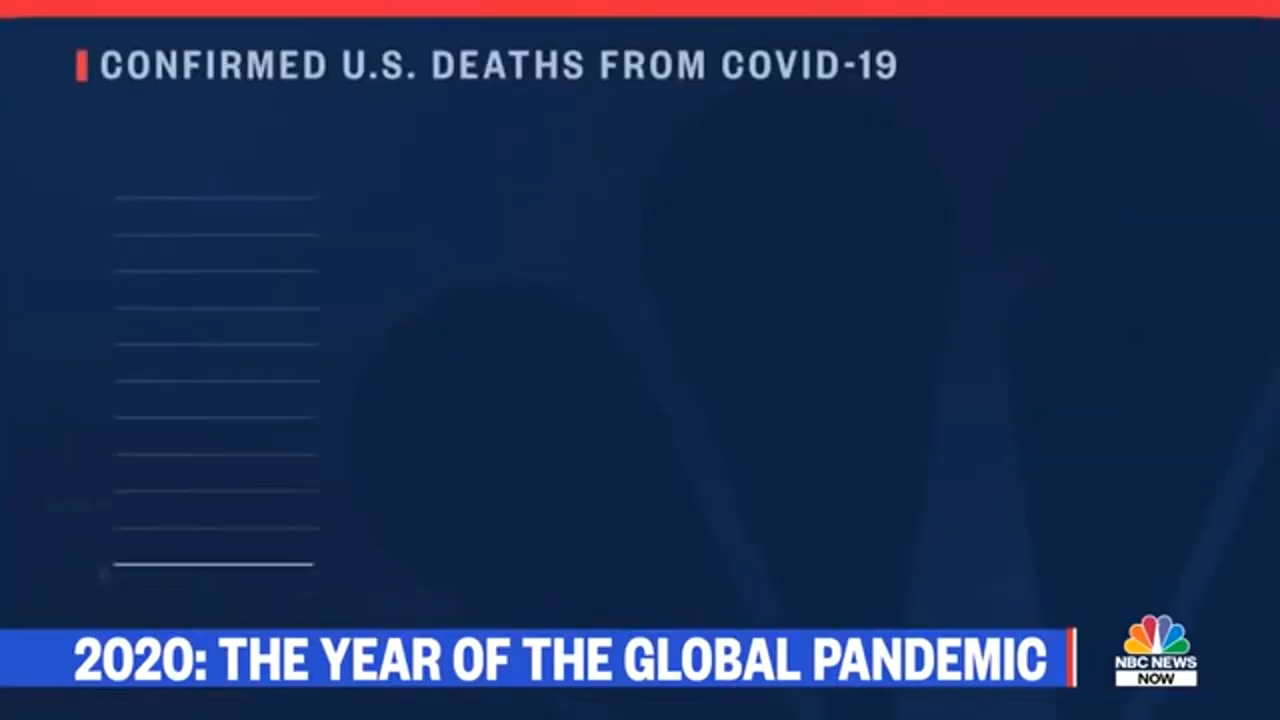 CONFIRMED U.S. DEATHS FROM COVID-19
2020: THE YEAR OF THE GLOBAL PANDEMIC
NBC NEWS
NOW